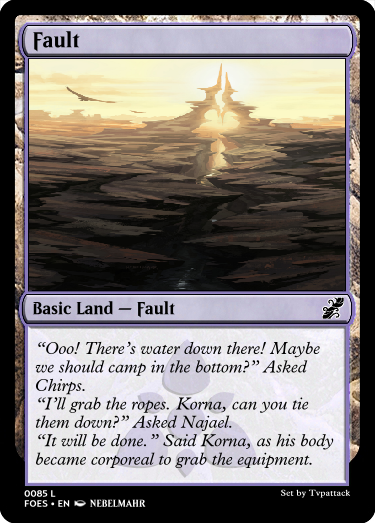 Fault
Basic Land — Fault
“Ooo! There’s water down there! Maybe
we should camp in the bottom?” Asked
Chirps.
“I’ll grab the ropes. Korna, can you tie
them down?” Asked Najael.
“It will be done.” Said Korna, as his body
became corporeal to grab the equipment.
0085 L
FOES • EN NEBELMAHR
Set by Tvpattack